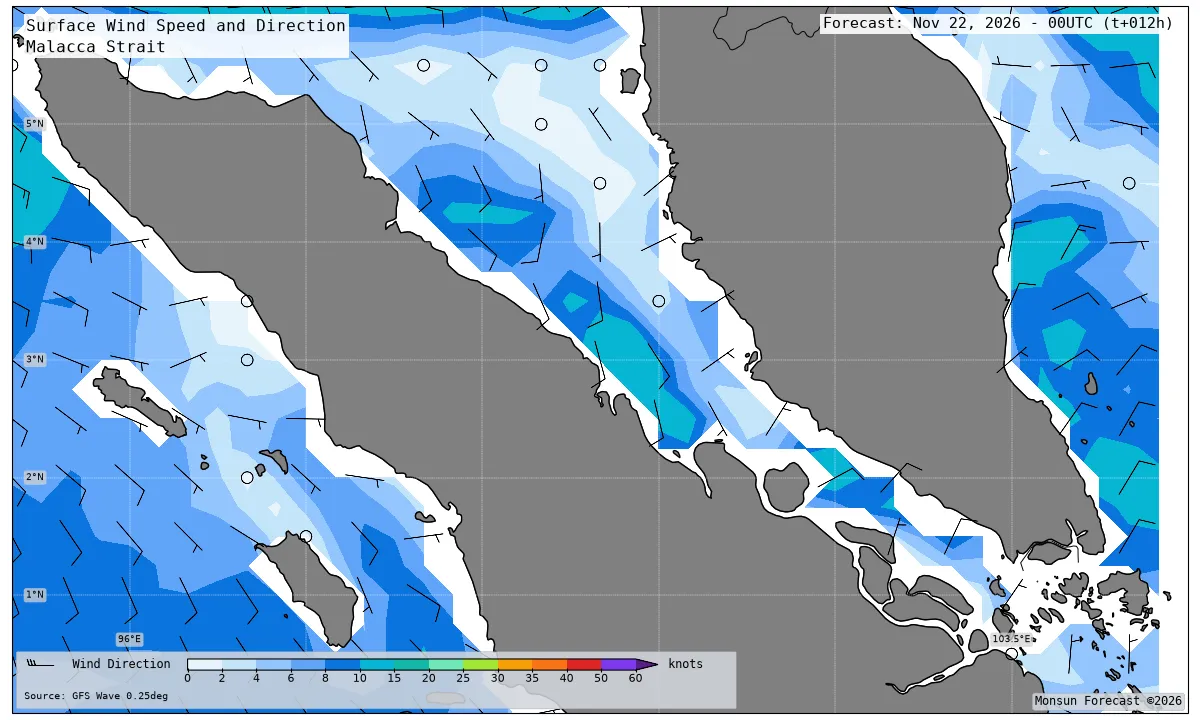 Surface Wind Speed and Direction
Malacca Strait
Forecast: Nov 22, 2026 - 00UTC (t+012h)
5°N
4°N
3°N
2°N
1°N
96°E
103.5°E
Wind Direction
knots
0 2 4 6 8 10 15 20 25 30 35 40 50 60
Source: GFS Wave 0.25deg
Monsun Forecast ©2026